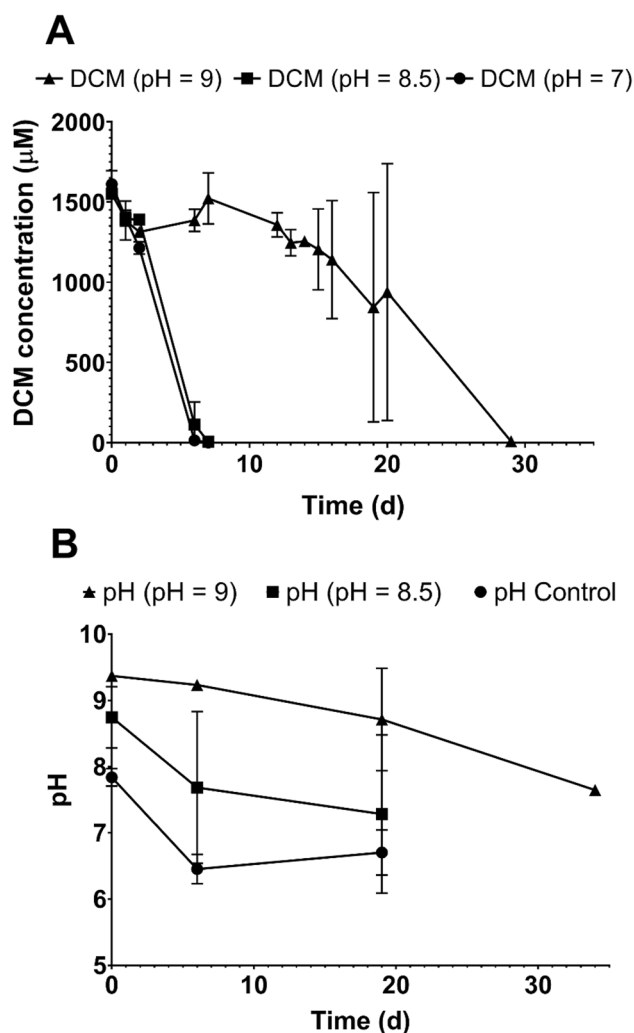 A
DCM (pH = 9) DCM (pH = 8.5) DCM (pH = 7)
2000
1500
1000
500
0
DCM concentration (μM)
0 10 20 30
Time (d)
B
pH (pH = 9) pH (pH = 8.5) pH Control
10
9
8
7
6
5
pH
0 10 20 30
Time (d)